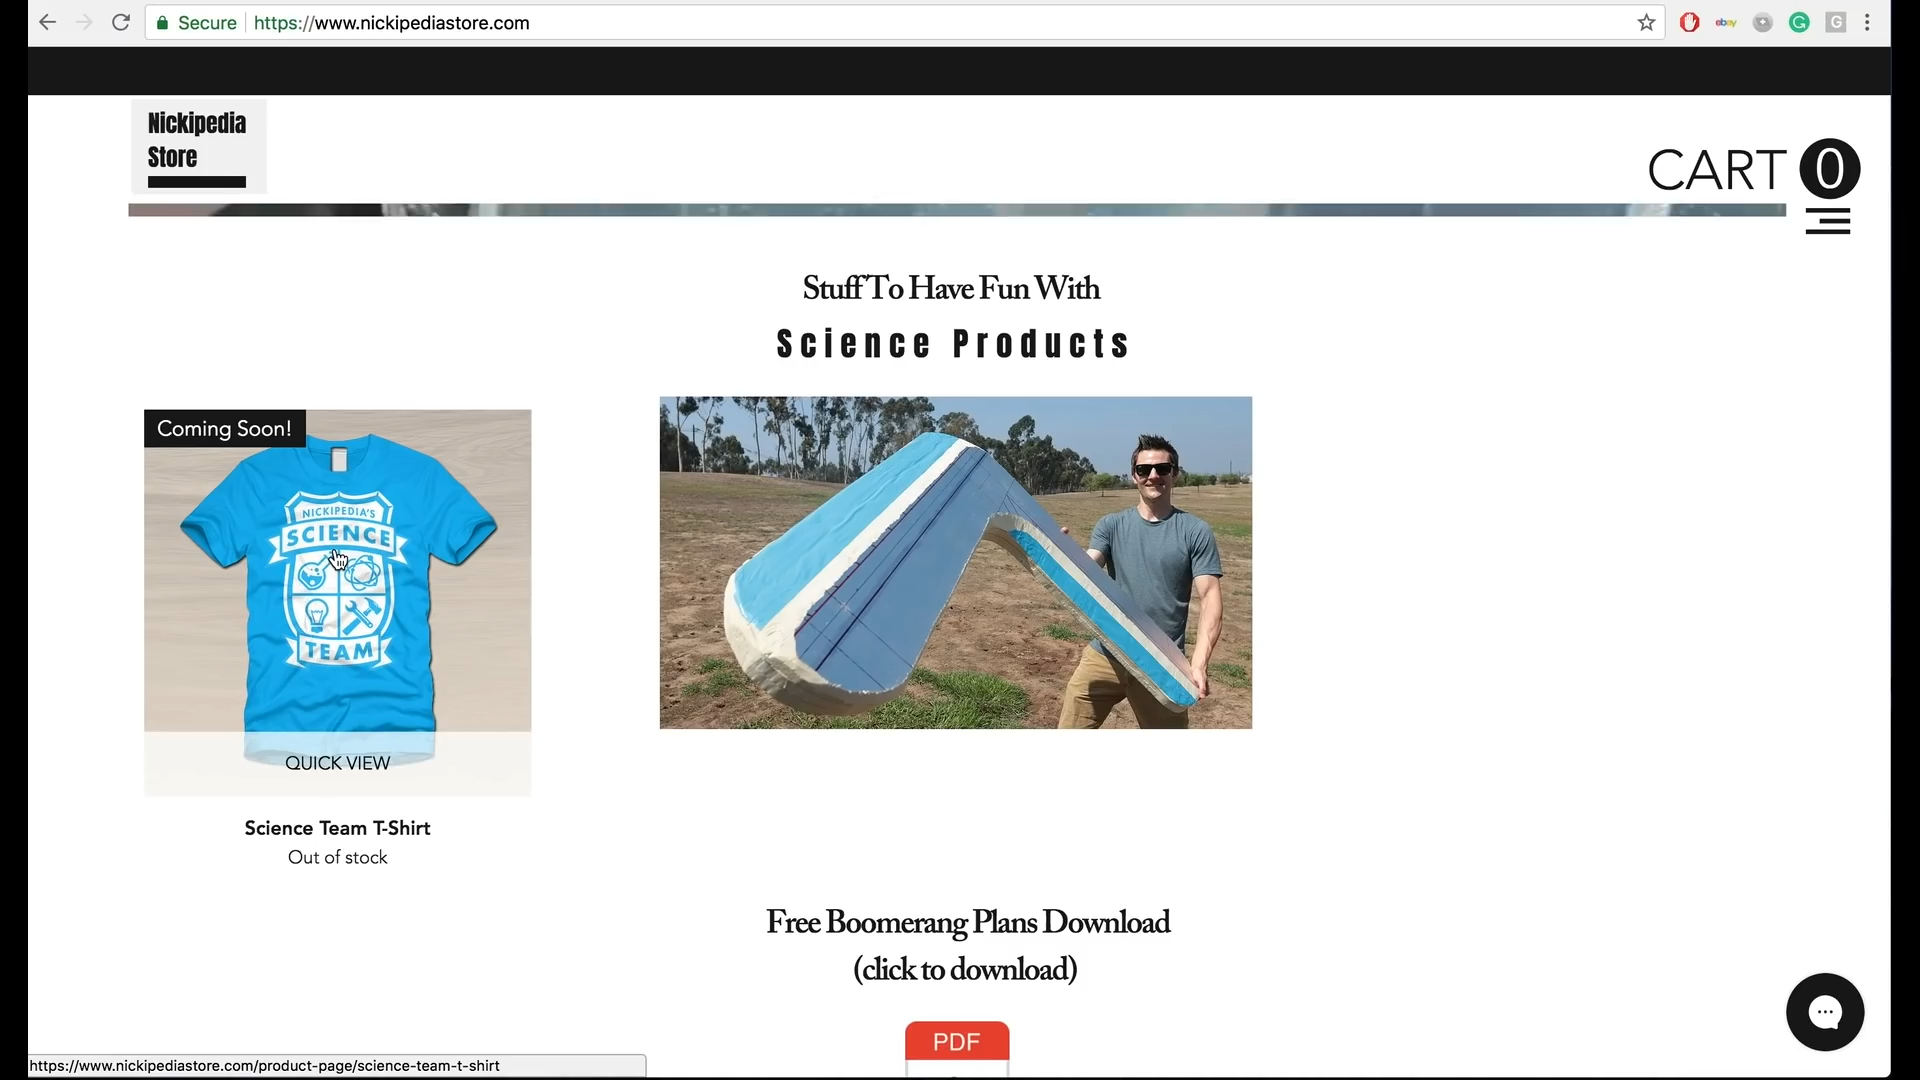 Secure
https://www.nickipediastore.com
ebay
G
G
Nickipedia
Store
CART 0
Stuff To Have Fun With
Science Products
Coming Soon!
NICKIPEDIA'S
SCIENCE
TEAM
QUICK VIEW
Science Team T-Shirt
Out of stock
Free Boomerang Plans Download
(click to download)
PDF
https://www.nickipediastore.com/product-page/science-team-t-shirt